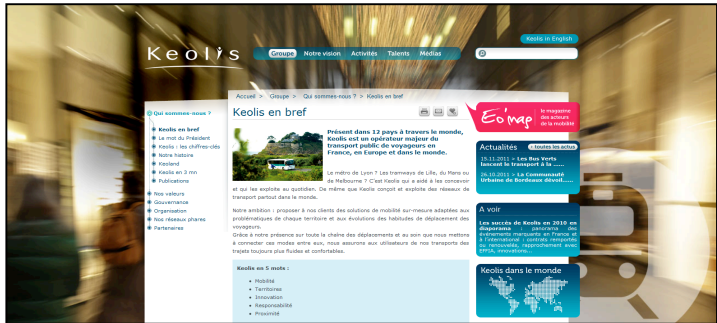 Keolis in English
Keolis
Groupe Notre vision Activités Talents Médias
Accueil > Groupe > Qui sommes-nous ? > Keolis en bref
Qui sommes-nous ?
Keolis en bref
Le mot du Président
Keolis : les chiffres-clés
Notre histoire
Keoland
Keolis en 3 mn
Publications
Nos valeurs
Gouvernance
Organisation
Nos réseaux phares
Partenaires
Keolis en bref
Présent dans 12 pays à travers le monde,
Keolis est un opérateur majeur du
transport public de voyageurs en
France, en Europe et dans le monde.
Le métro de Lyon ? Les tramways de Lille, du Mans ou
de Melbourne ? C'est Keolis qui a aidé à les concevoir
et qui les exploite au quotidien. De même que Keolis conçoit et exploite des réseaux de
transport partout dans le monde.
Notre ambition : proposer à nos clients des solutions de mobilité sur-mesure adaptées aux
problématiques de chaque territoire et aux évolutions des habitudes de déplacement des
voyageurs.
Grâce à notre présence sur toute la chaîne des déplacements et au soin que nous mettons
à connecter ces modes entre eux, nous assurons aux utilisateurs de nos transports des
trajets toujours plus fluides et confortables.
Keolis en 5 mots :
Mobilité
Territoires
Innovation
Responsabilité
Proximité
Eo'map
le magazine
des acteurs
de la mobilité
Actualités + toutes les actus
15.11.2011 > Les Bus Verts
lancent le transport à la ......
26.10.2011 > La Communauté
Urbaine de Bordeaux dévoil......
A voir
Les succès de Keolis en 2010 en
diaporama : panorama des
événements marquants en France et
à l'international : contrats remportés
ou renouvelés, rapprochement avec
EFFIA, innovations...
Keolis dans le monde